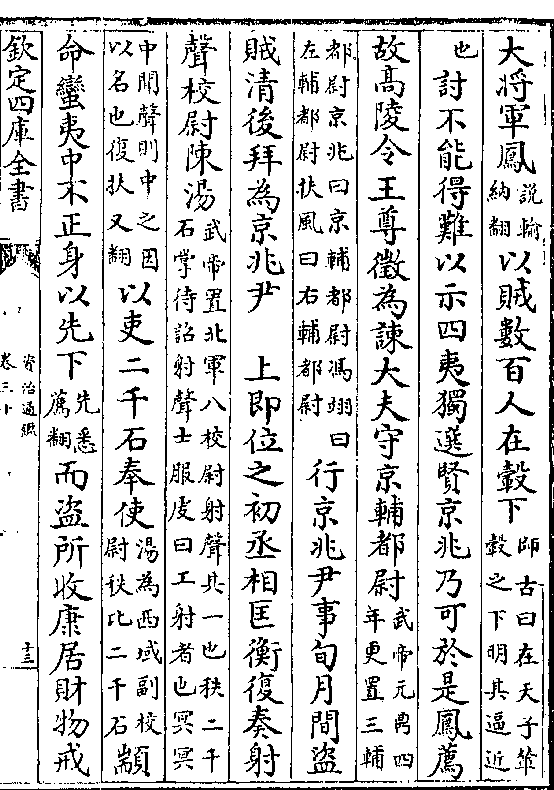 大將軍鳳說輸納翻以賊數百人在轂下師古曰在天子輦轂之下明其逼近
也討不能得難以示四夷獨選賢京兆乃可於是鳳薦
故高陵令王尊徵為諫大夫守京輔都尉武帝元鼎四年更置三輔
都尉京兆曰京輔都尉馮翊曰左輔都尉扶風曰右輔都尉行京兆尹事旬月間盜
賊清後拜為京兆尹　上即位之初丞相匡衡復奏射
聲校尉陳湯武帝置北軍八校尉射聲其一也秩二千石掌待詔射聲士服虔曰工射者也冥冥
中聞聲則中之因以名也復扶又翻以吏二千石奉使湯為西域副校尉秩比二千石顓
命蠻夷中不正身以先下先悉薦翻而盜所收康居財物戒
欽定四庫全書
資治通鑑
卷三十
十三